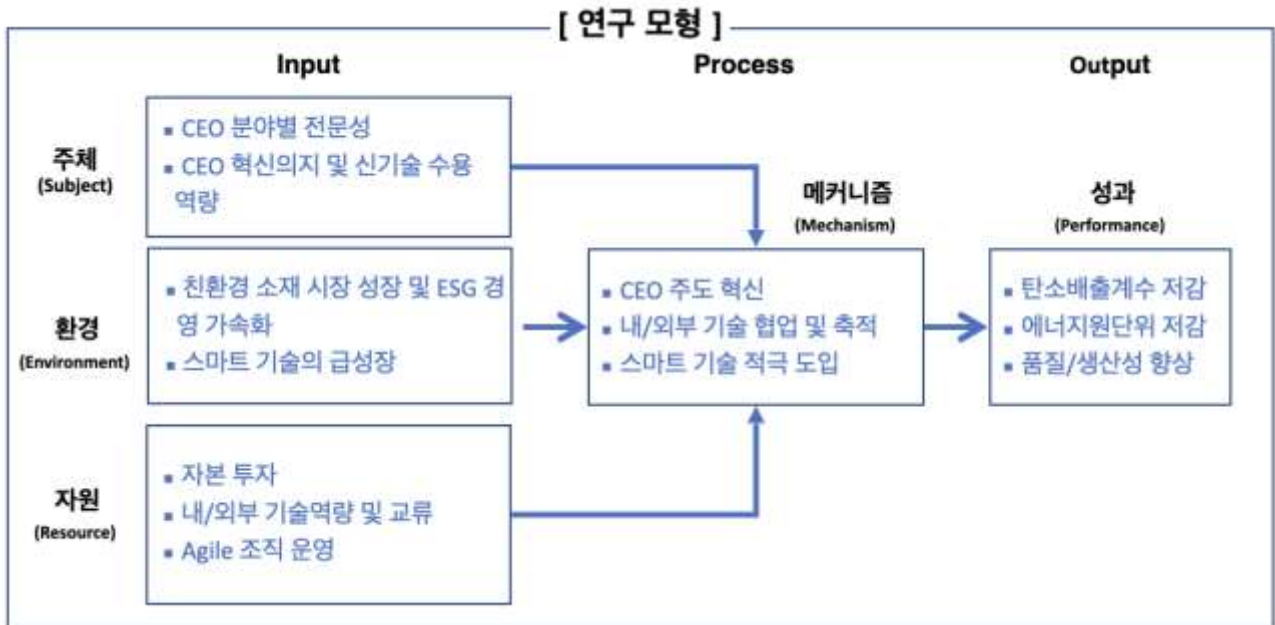 [ 연구 모형 ]
Input
Process
Output
주체
(Subject)
▪ CEO 분야별 전문성
▪ CEO 혁신의지 및 신기술 수용
역량
환경
(Environment)
▪ 친환경 소재 시장 성장 및 ESG 경
영 가속화
▪ 스마트 기술의 급성장
자원
(Resource)
▪ 자본 투자
▪ 내/외부 기술역량 및 교류
▪ Agile 조직 운영
메커니즘
(Mechanism)
▪ CEO 주도 혁신
▪ 내/외부 기술 협업 및 축적
▪ 스마트 기술 적극 도입
성과
(Performance)
▪ 탄소배출계수 저감
▪ 에너지원단위 저감
▪ 품질/생산성 향상